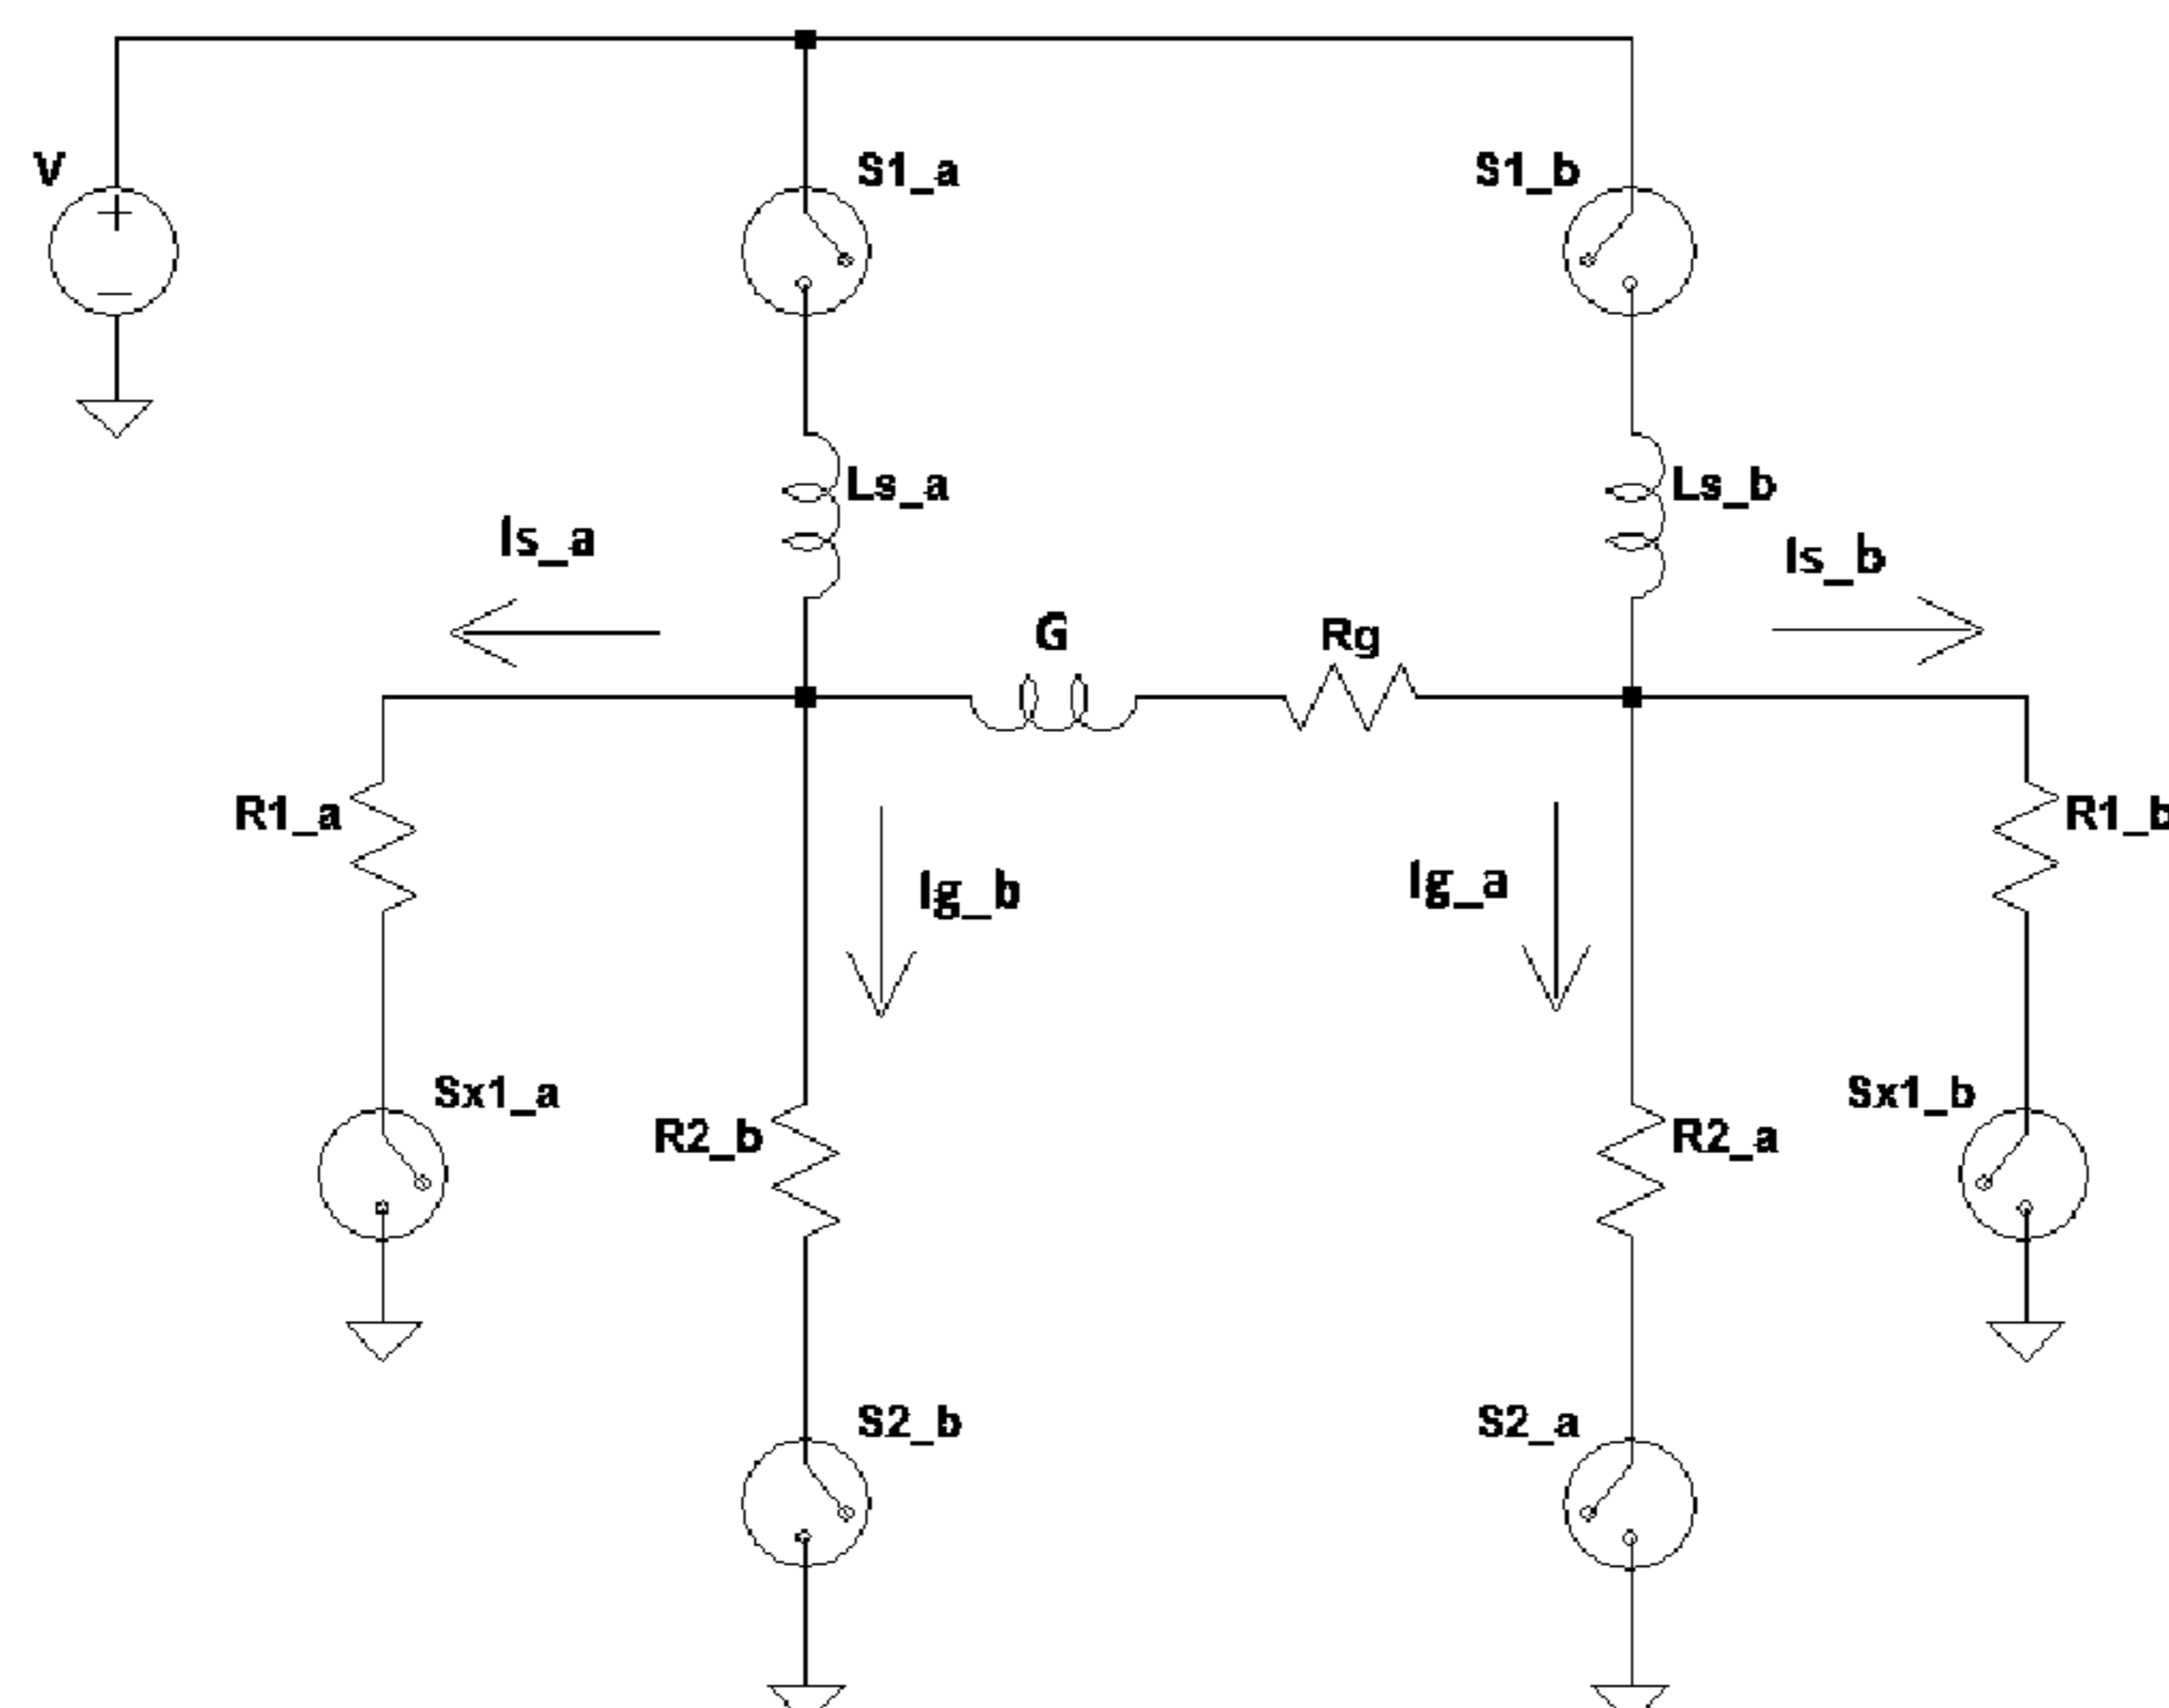 V
S1_a
S1_b
Ls_a
Ls_b
Is_a
Is_b
G
Rg
R1_a
R1_b
Ig_b
Ig_a
Sx1_a
Sx1_b
R2_b
R2_a
S2_b
S2_a